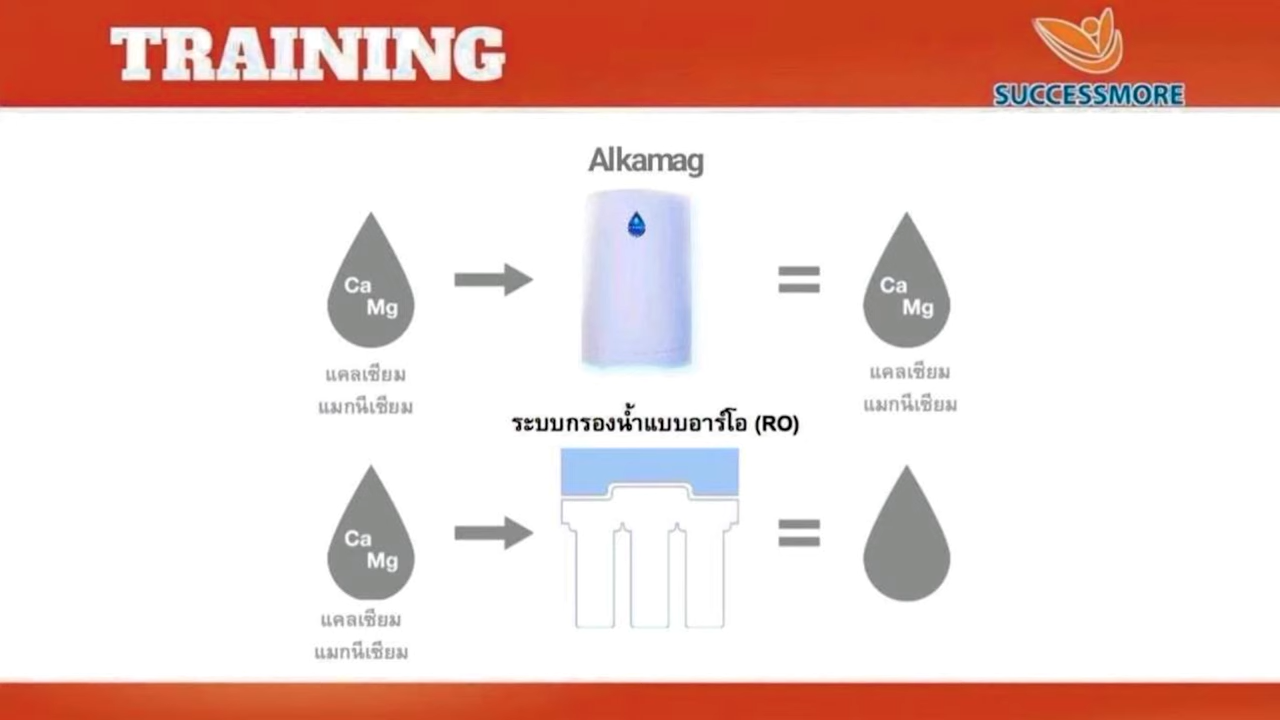 TRAINING
SUCCESSMORE
Alkamag
Ca
Mg
แคลเซียม
แมกนีเซียม
Ca
Mg
แคลเซียม
แมกนีเซียม
ระบบกรองน้ำแบบอาร์โอ (RO)
Ca
Mg
แคลเซียม
แมกนีเซียม